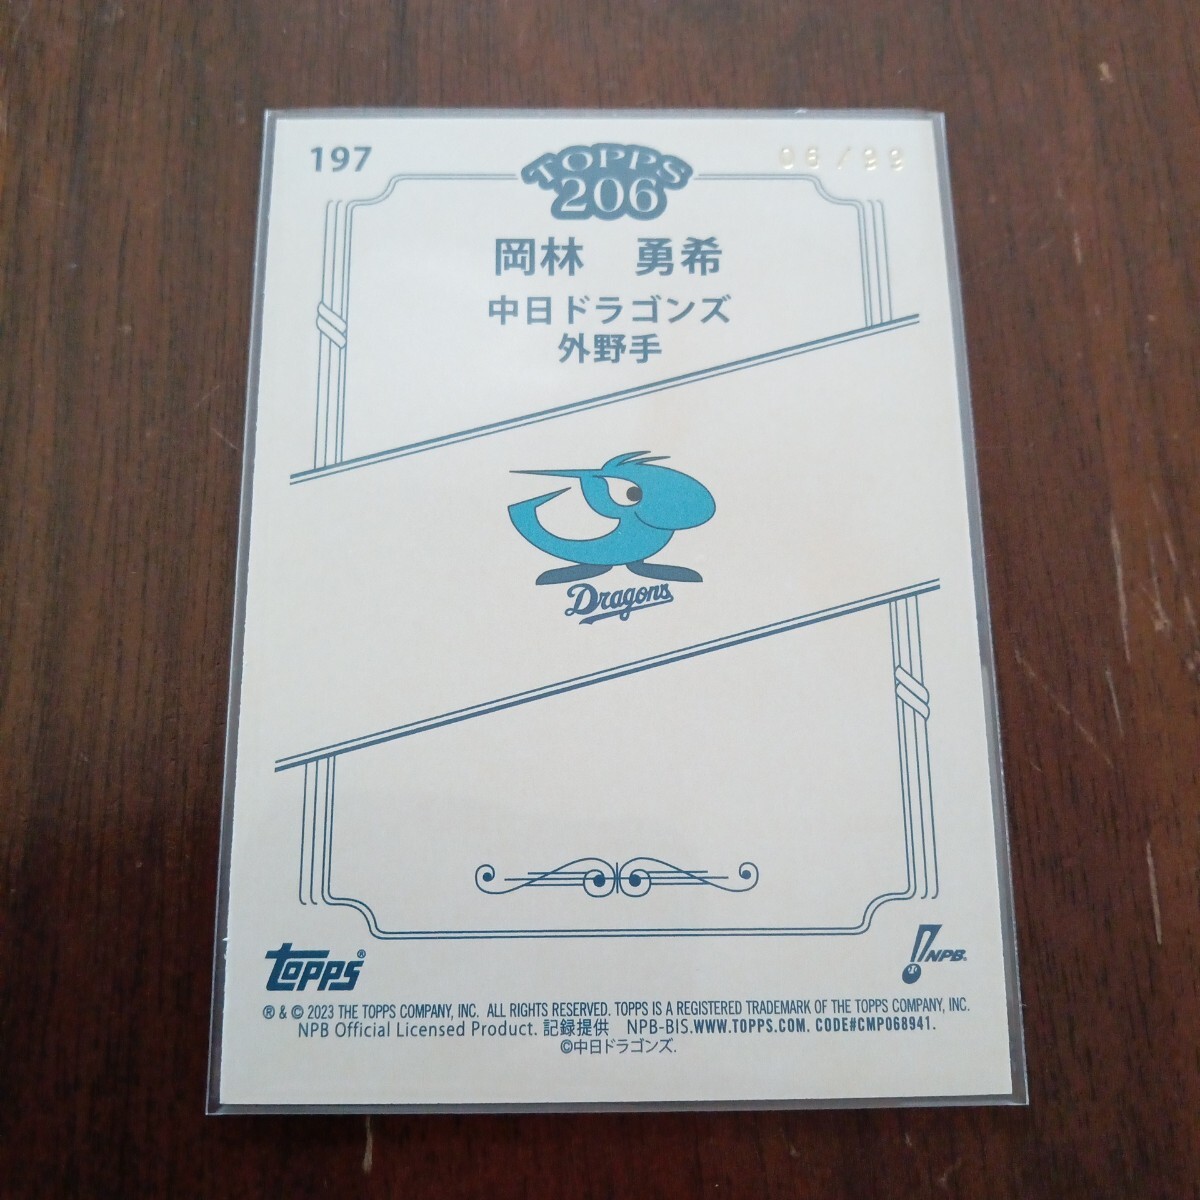 197
TOPPS
206
06/99
岡林　勇希
中日ドラゴンズ
外野手
Dragons
topps®
NPB®
® & © 2023 THE TOPPS COMPANY, INC. ALL RIGHTS RESERVED. TOPPS IS A REGISTERED TRADEMARK OF THE TOPPS COMPANY, INC.
NPB Official Licensed Product. 記録提供 NPB-BIS.WWW.TOPPS.COM. CODE#CMP068941.
©中日ドラゴンズ.